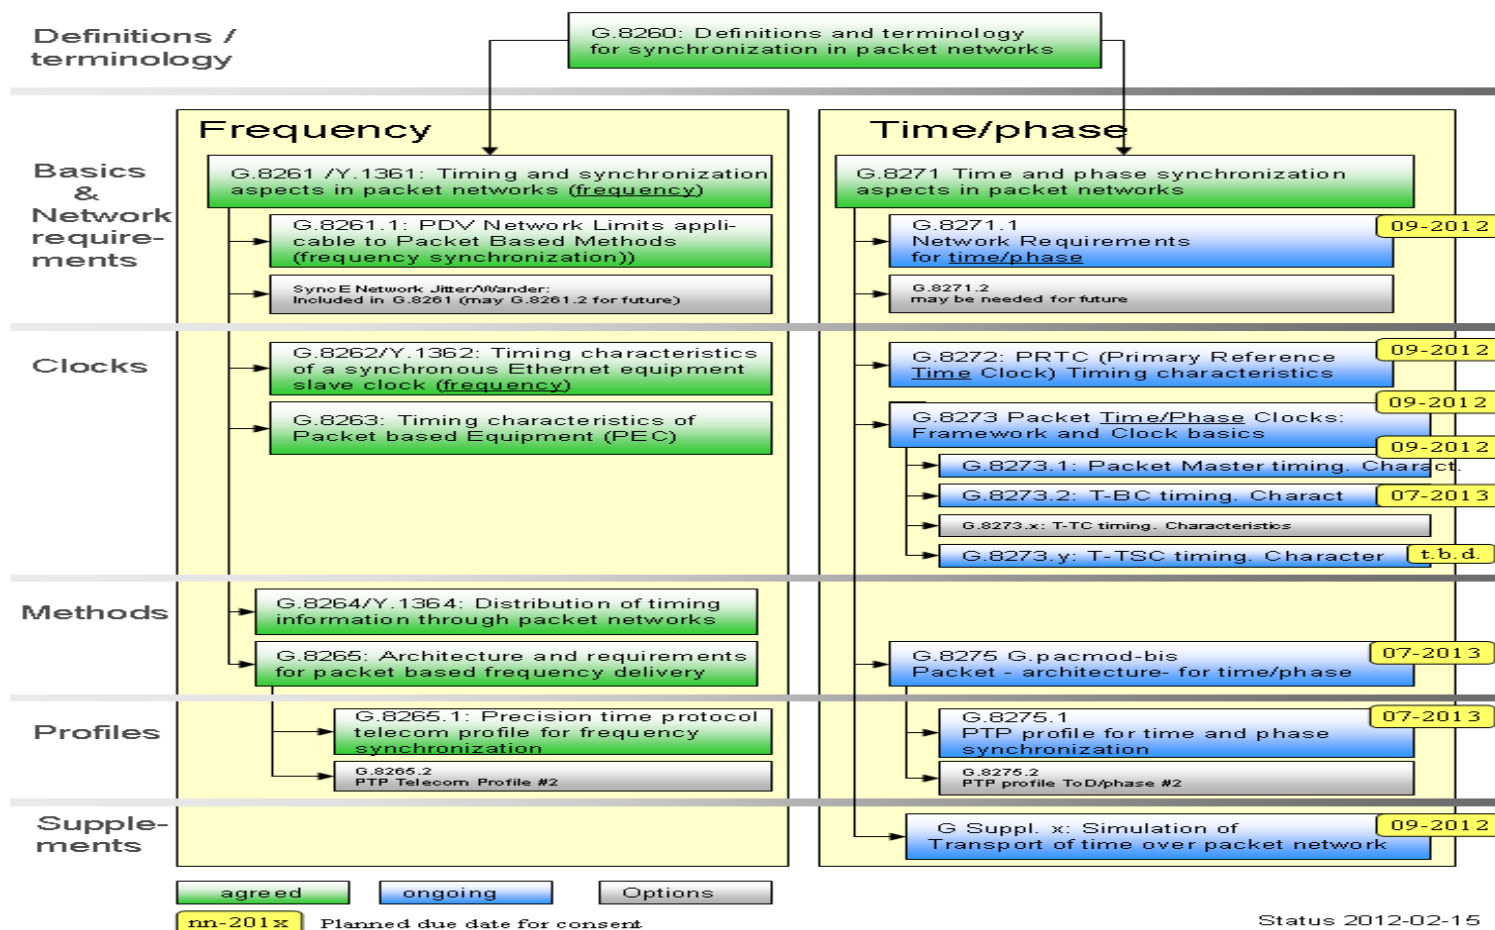 Definitions /
terminology
G.8260: Definitions and terminology
for synchronization in packet networks
Frequency
Time/phase
Basics
&
Network
require-
ments
G.8261 /Y.1361: Timing and synchronization
aspects in packet networks (frequency)
G.8261.1: PDV Network Limits appli-
cable to Packet Based Methods
(frequency synchronization))
SyncE Network Jitter/Wander:
Included in G.8261 (may G.8261.2 for future)
G.8271 Time and phase synchronization
aspects in packet networks
G.8271.1
Network Requirements
for time/phase
09-2012
G.8271.2
may be needed for future
Clocks
G.8262/Y.1362: Timing characteristics
of a synchronous Ethernet equipment
slave clock (frequency)
G.8263: Timing characteristics of
Packet based Equipment (PEC)
G.8272: PRTC (Primary Reference
Time Clock) Timing characteristics
09-2012
G.8273 Packet Time/Phase Clocks:
Framework and Clock basics
09-2012
G.8273.1: Packet Master timing. Charact.
09-2012
G.8273.2: T-BC timing. Charact
07-2013
G.8273.x: T-TC timing. Characteristics
G.8273.y: T-TSC timing. Character
t.b.d.
Methods
G.8264/Y.1364: Distribution of timing
information through packet networks
G.8265: Architecture and requirements
for packet based frequency delivery
G.8275 G.pacmod-bis
Packet - architecture- for time/phase
07-2013
Profiles
G.8265.1: Precision time protocol
telecom profile for frequency
synchronization
G.8265.2
PTP Telecom Profile #2
G.8275.1
PTP profile for time and phase
synchronization
07-2013
G.8275.2
PTP profile ToD/phase #2
Supple-
ments
G Suppl. x: Simulation of
Transport of time over packet network
09-2012
agreed
ongoing
Options
nn-201x
Planned due date for consent
Status 2012-02-15